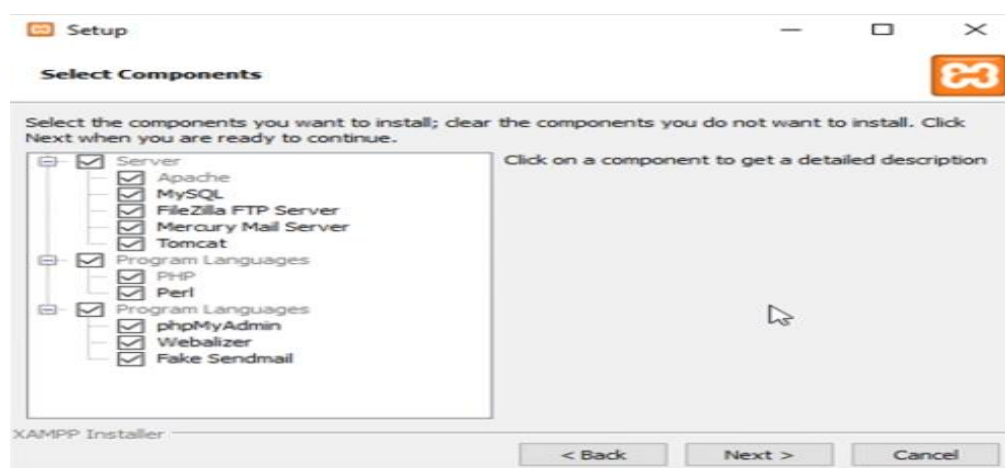 Setup
Select Components
Select the components you want to install; clear the components you do not want to install. Click
Next when you are ready to continue.
Server
Apache
MySQL
FileZilla FTP Server
Mercury Mail Server
Tomcat
Program Languages
PHP
Perl
Program Languages
phpMyAdmin
Webalizer
Fake Sendmail
Click on a component to get a detailed description
XAMPP Installer
< Back
Next >
Cancel